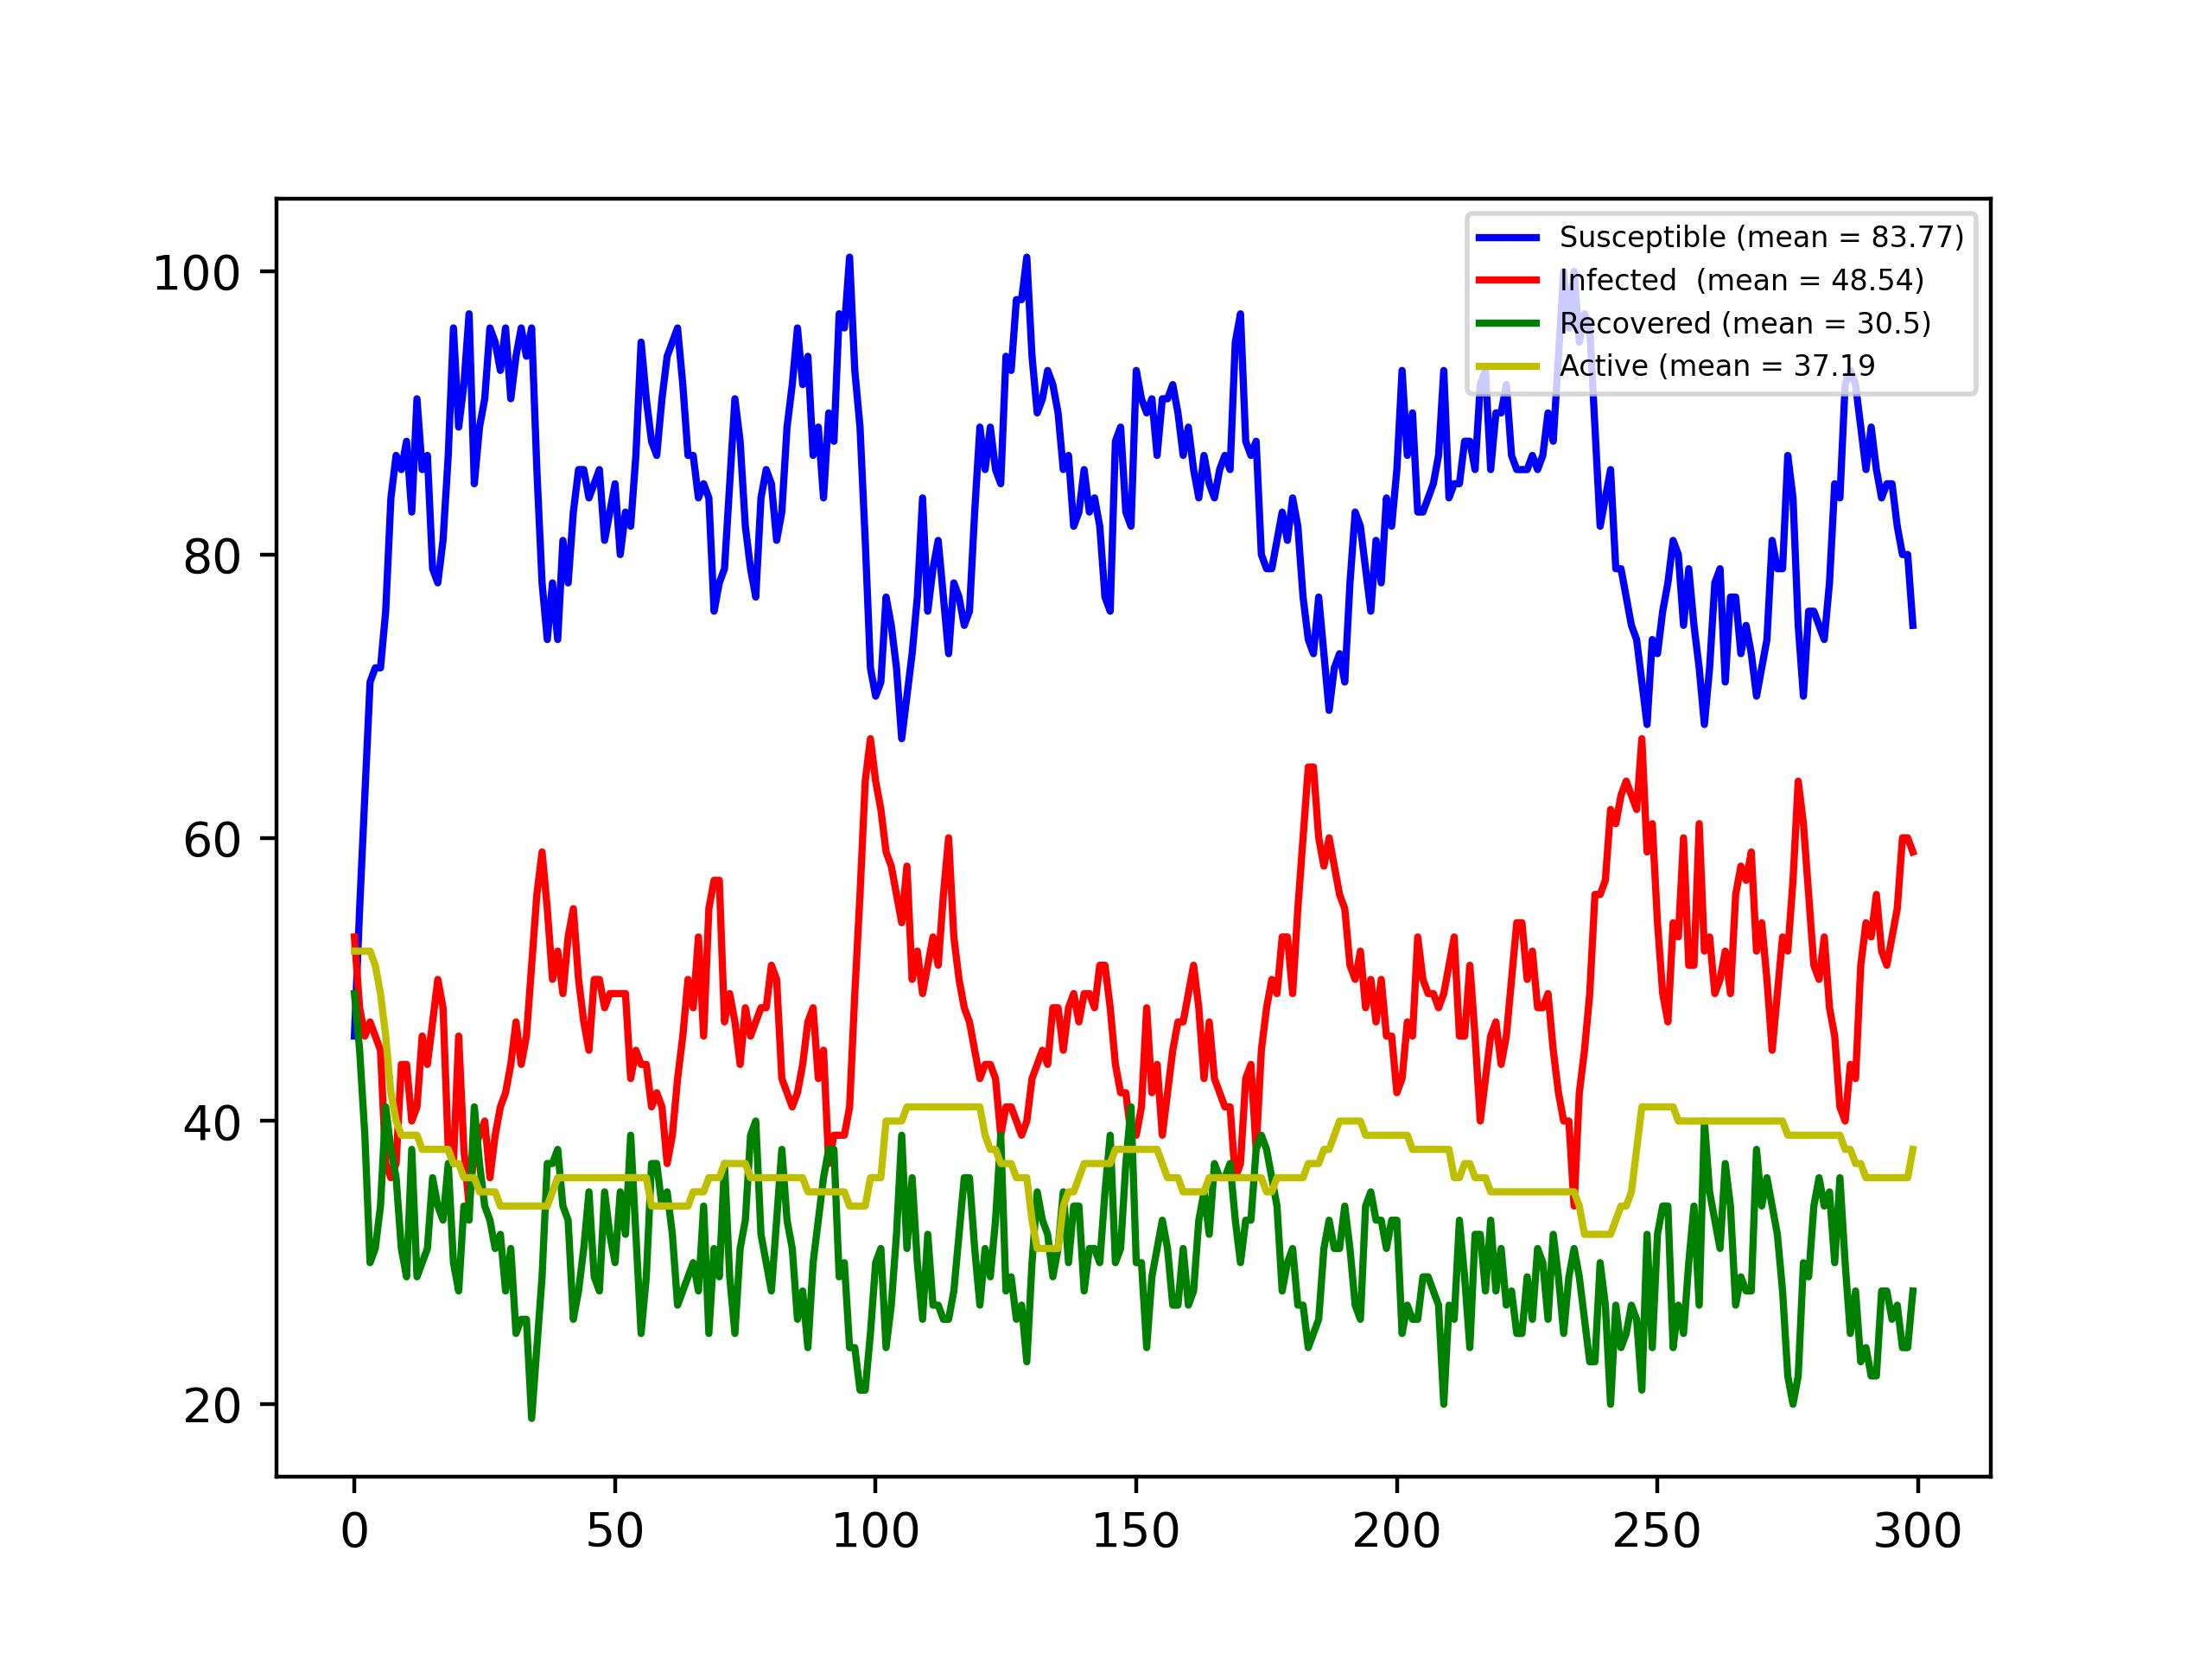 Susceptible (mean = 83.77)
Infected  (mean = 48.54)
Recovered (mean = 30.5)
Active (mean = 37.19
100
80
60
40
20
0 50 100 150 200 250 300